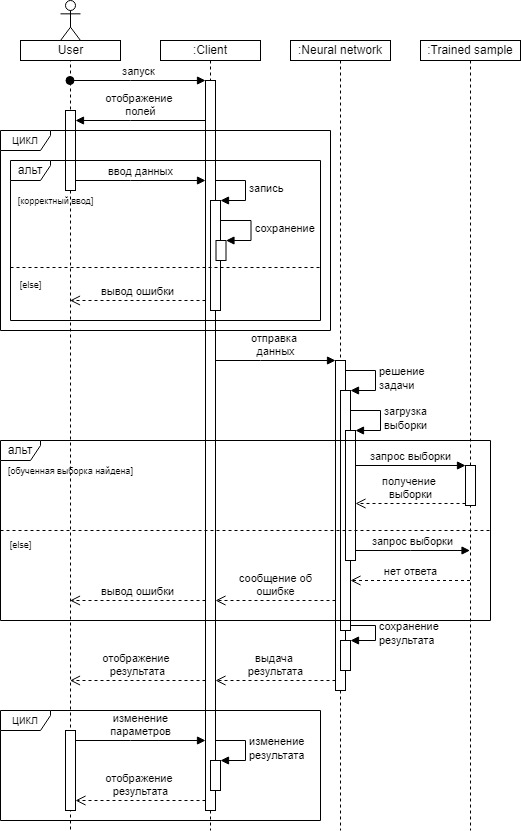 User
:Client
:Neural network
:Trained sample
запуск
отображение
полей
цикл
альт
ввод данных
запись
[корректный ввод]
сохранение
[else]
вывод ошибки
отправка
данных
решение
задачи
загрузка
выборки
альт
запрос выборки
[обученная выборка найдена]
получение
выборки
[else]
запрос выборки
нет ответа
сообщение об
ошибке
вывод ошибки
сохранение
результата
отображение
результата
выдача
результата
цикл
изменение
параметров
изменение
результата
отображение
результата